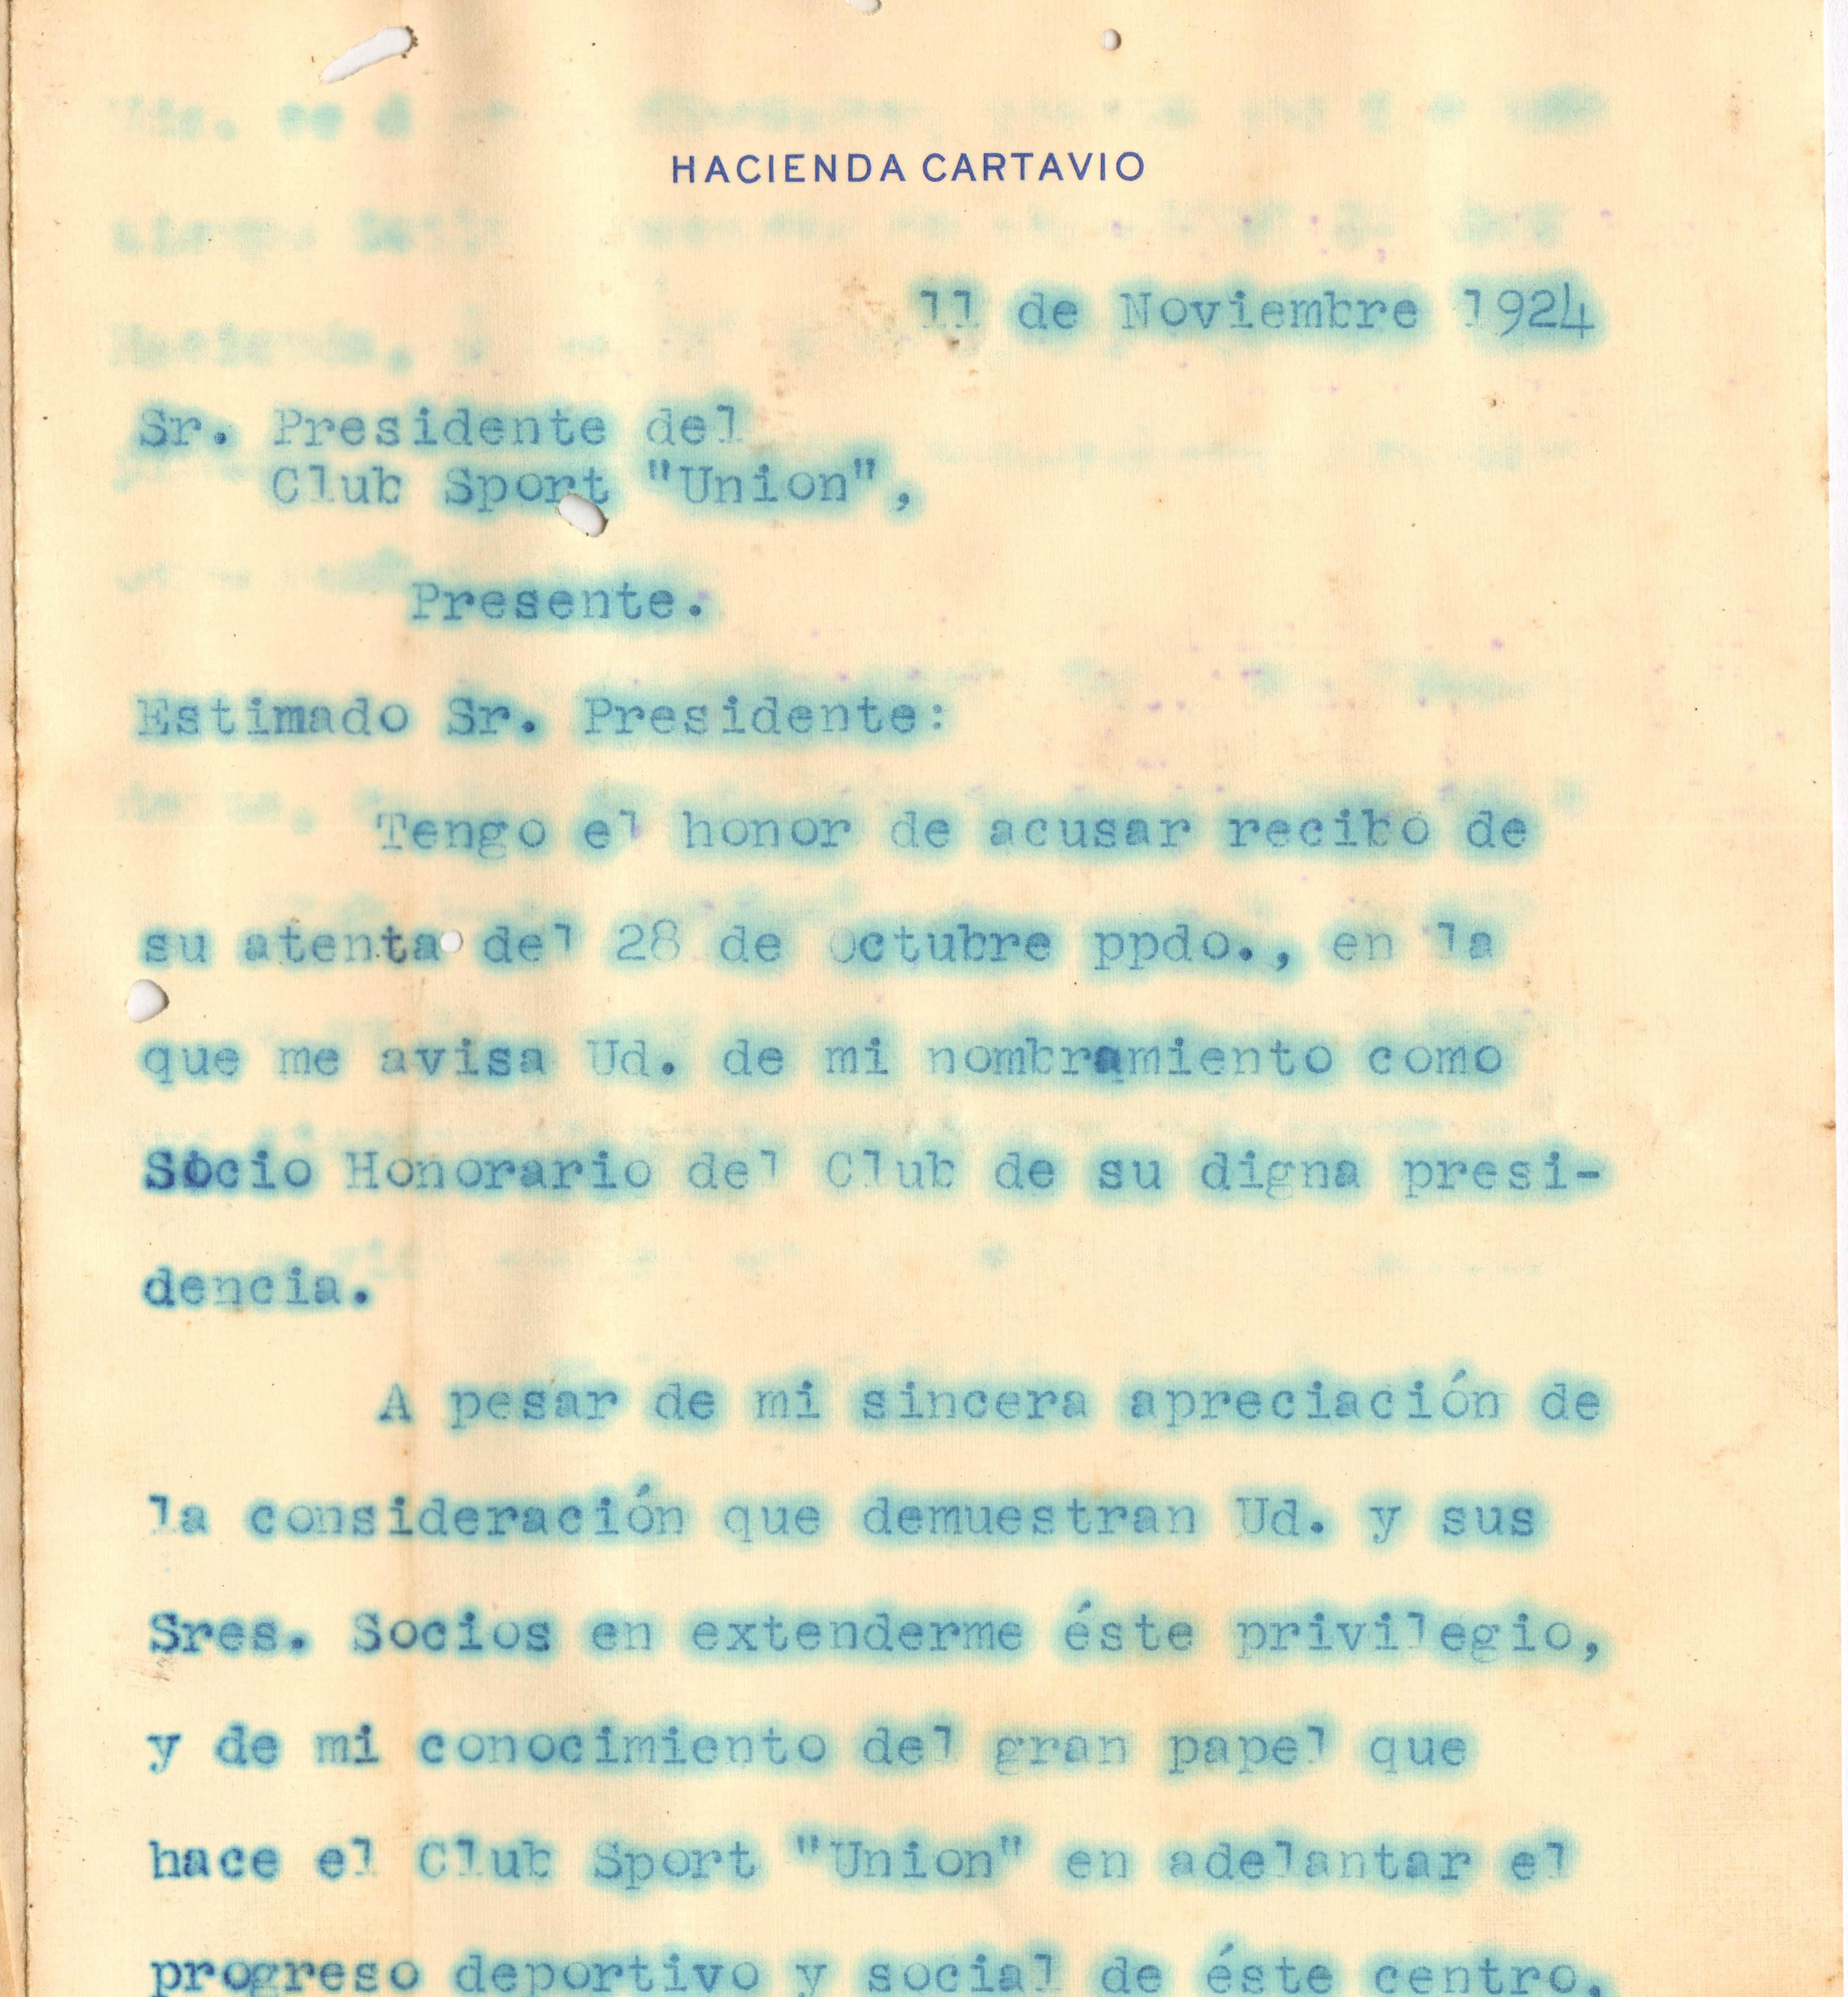 HACIENDA CARTAVIO
11 de Noviembre 1924
Sr. Presidente del
Club Sport "Union",
Presente.
Estimado Sr. Presidente:
Tengo el honor de acusar recibo de
su atenta del 28 de Octubre ppdo., en la
que me avisa Ud. de mi nombramiento como
Socio Honorario del Club de su digna presi-
dencia.
A pesar de mi sincera apreciación de
la consideración que demuestran Ud. y sus
Sres. Socios en extenderme éste privilegio,
y de mi conocimiento del gran papel que
hace el Club Sport "Union" en adelantar el
progreso deportivo y social de éste centro,